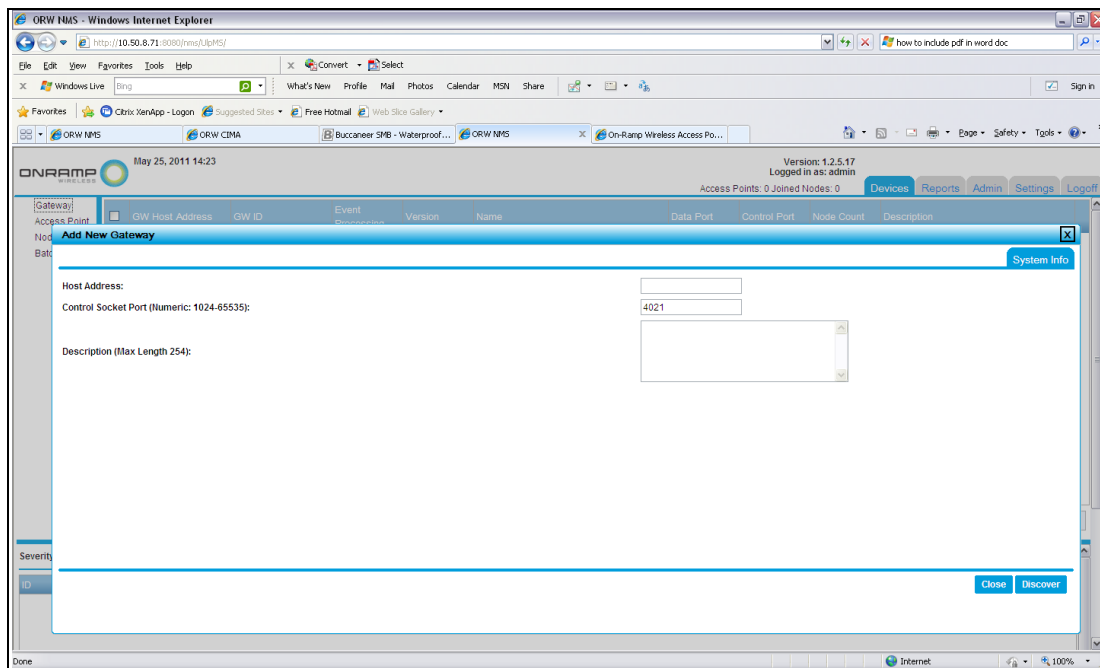 ORW NMS - Windows Internet Explorer
http://10.50.8.71:8080/nms/UlpMS/
how to include pdf in word doc
File Edit View Favorites Tools Help
x Convert Select
X Windows Live Bing What's New Profile Mail Photos Calendar MSN Share Sign in
Favorites Citrix XenApp - Logon Suggested Sites Free Hotmail Web Slice Gallery
ORW NMS ORW CIMA Buccaneer SMB - Waterproof... ORW NMS X On-Ramp Wireless Access Po... Page Safety Tools
ONRAMP WIRELESS
May 25, 2011 14:23
Version: 1.2.5.17
Logged in as: admin
Access Points: 0 Joined Nodes: 0
Devices Reports Admin Settings Logoff
Gateway
Access Point
Nod
Batc
GW Host Address GW ID Event Processing Version Name Data Port Control Port Node Count Description
Add New Gateway X
System Info
Host Address:
Control Socket Port (Numeric: 1024-65535): 4021
Description (Max Length 254):
Severity
ID
Close Discover
Done Internet 100%